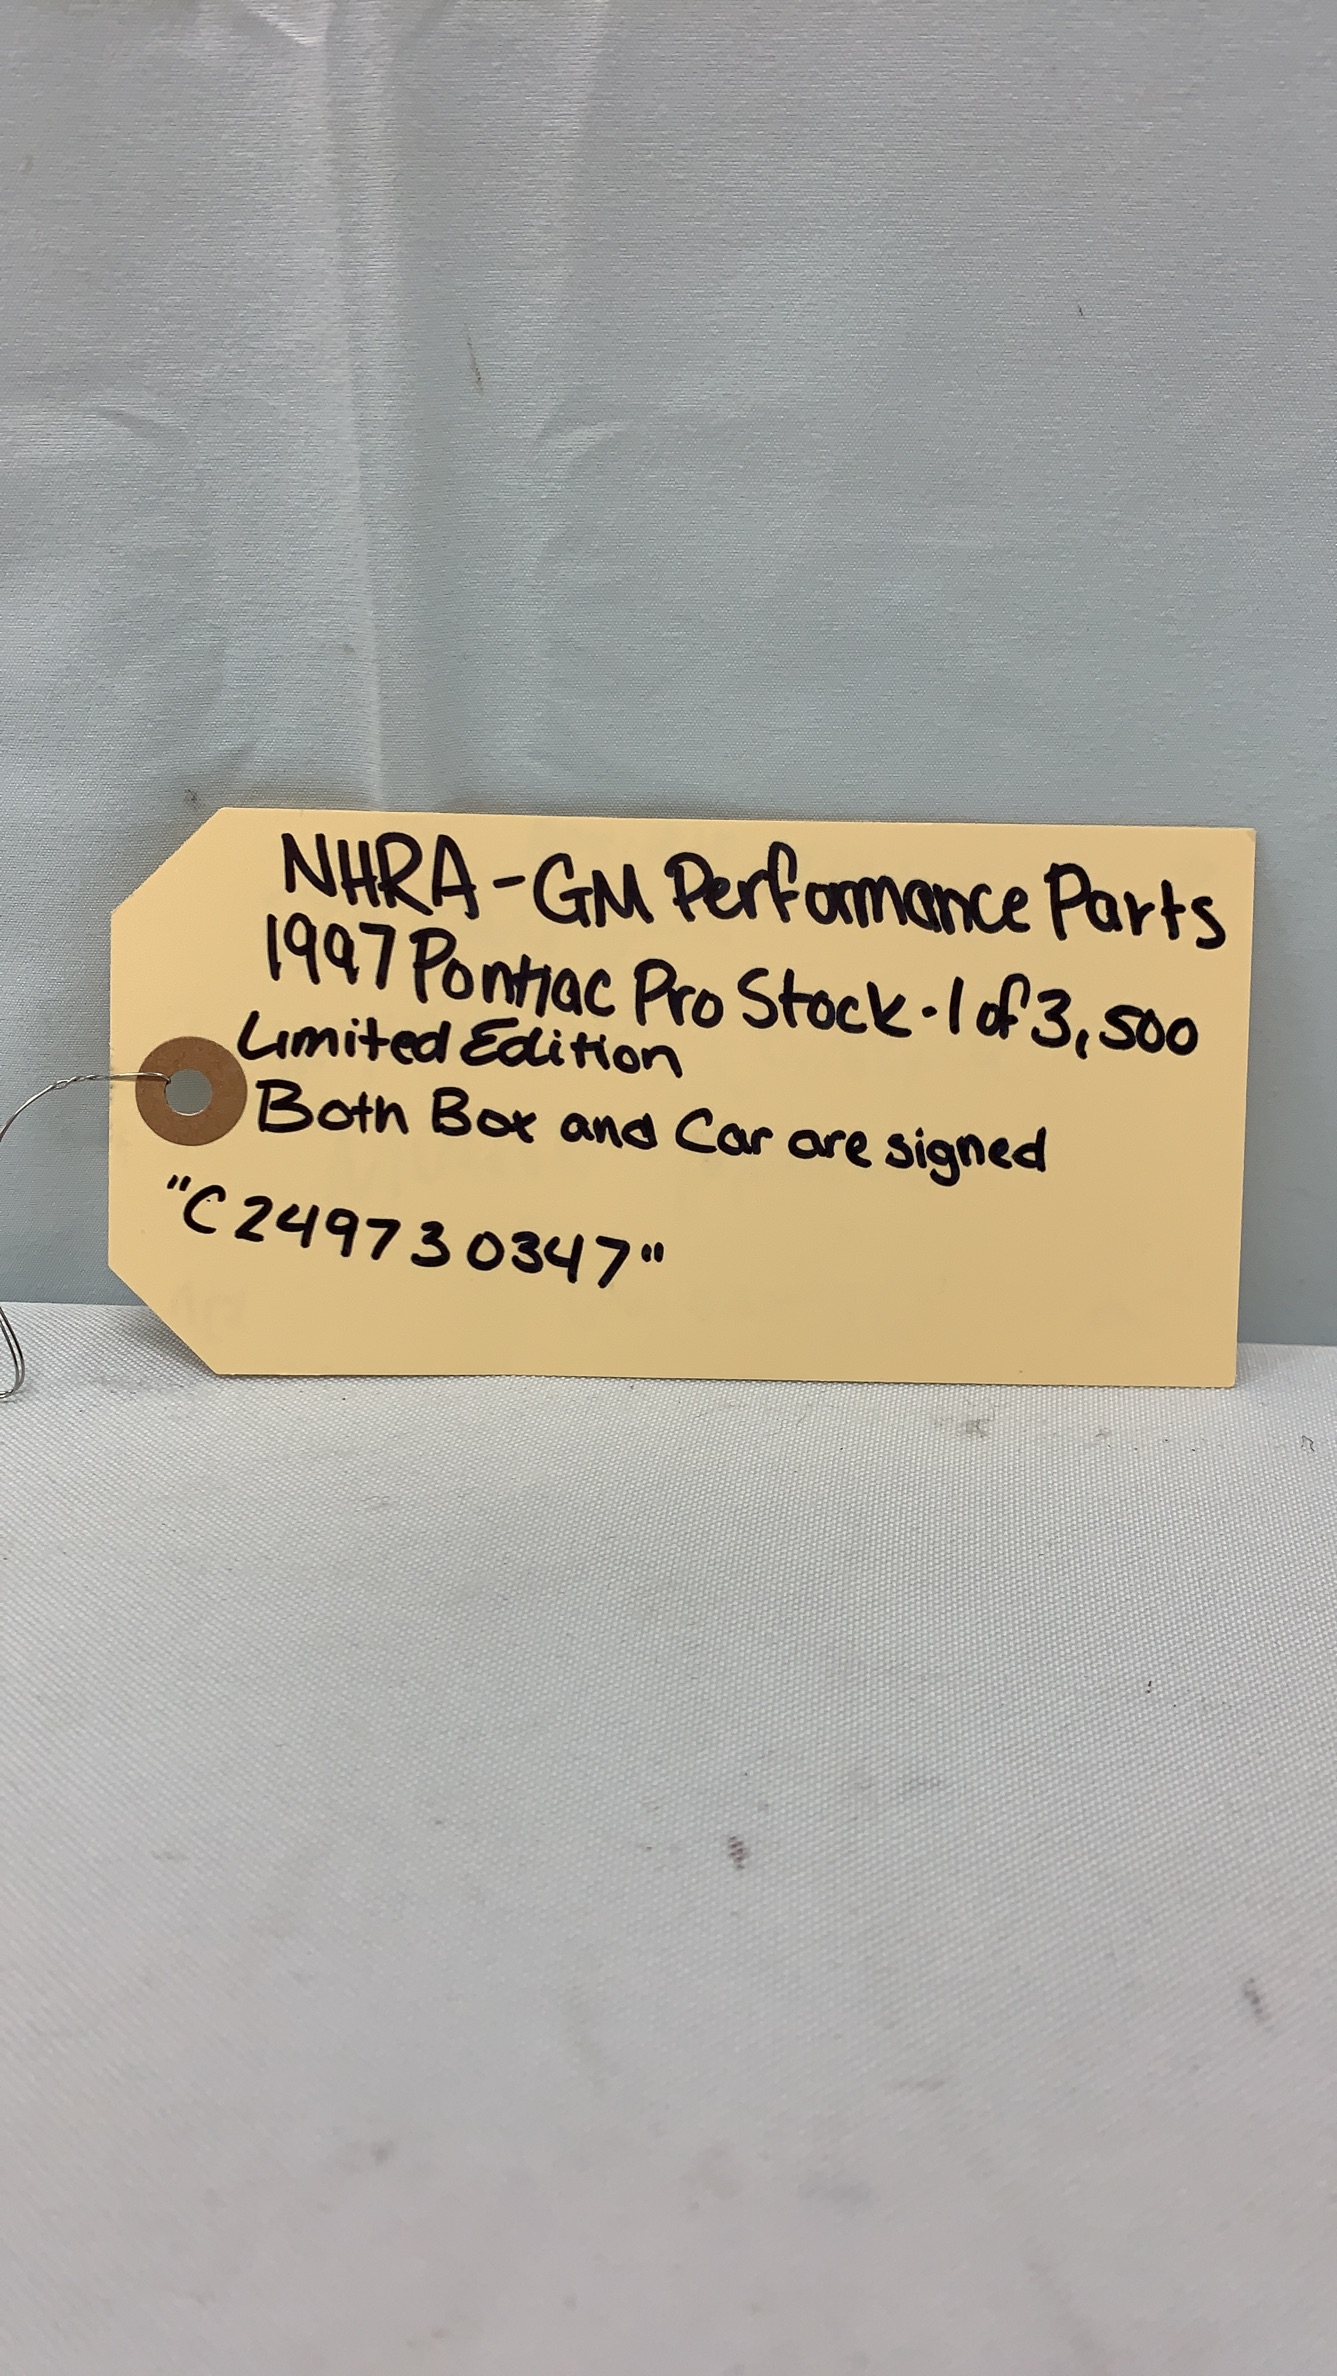 NHRA - GM Performance Parts
1997 Pontiac Pro Stock - 1 of 3,500
Limited Edition
Both Box and Car are signed
"C249730347"